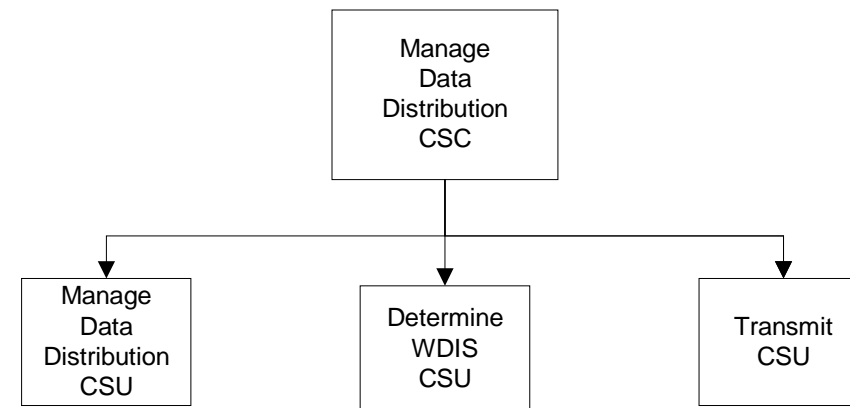 Manage
Data
Distribution
CSC
Manage
Data
Distribution
CSU
Determine
WDIS
CSU
Transmit
CSU